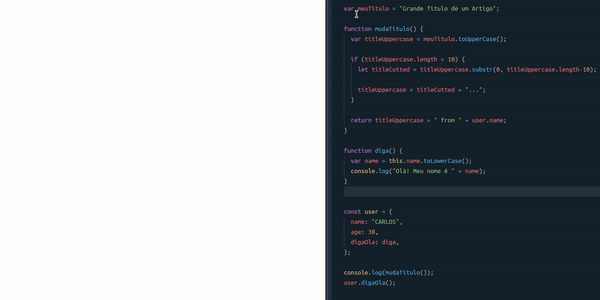 var meuTitulo = "Grande Titulo de um Artigo";
function mudaTitulo() {
var titleUppercase = meuTitulo.toUpperCase();
if (titleUppercase.length > 10) {
let titleCutted = titleUppercase.substr(0, titleUppercase.length-10);
titleUppercase = titleCutted + "...";
}
return titleUppercase + " from " + user.name;
}
function diga() {
var name = this.name.toLowerCase();
console.log("Olá! Meu nome é " + name);
}
const user = {
name: "CARLOS",
age: 30,
digaOla: diga,
};
console.log(mudaTitulo());
user.digaOla();